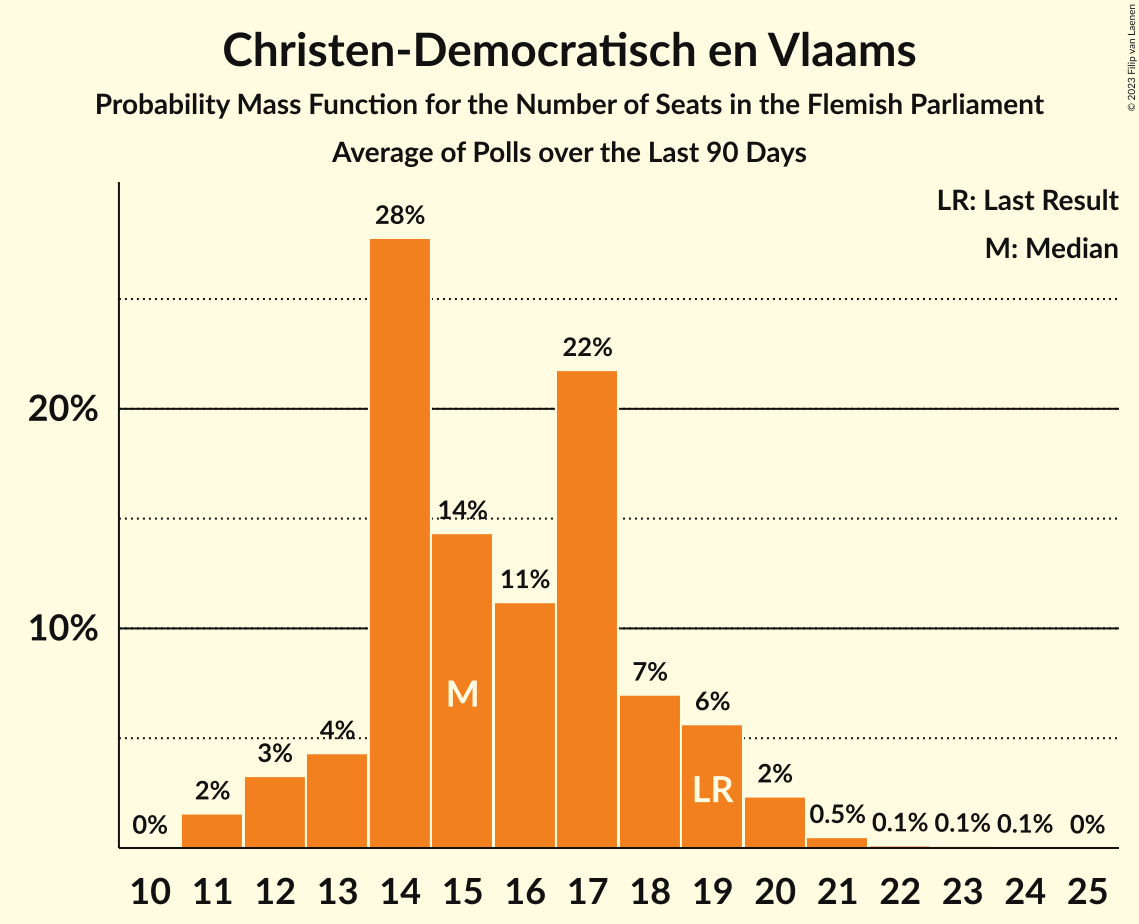 Christen-Democratisch en Vlaams
Probability Mass Function for the Number of Seats in the Flemish Parliament
Average of Polls over the Last 90 Days
© 2023 Filip van Laenen
LR: Last Result
M: Median
28%
22%
20%
14%
11%
10%
7%
M
6%
4%
3%
LR
2%
2%
0%
0.5%
0.1%
0.1%
0.1%
0%
10 11 12 13 14 15 16 17 18 19 20 21 22 23 24 25